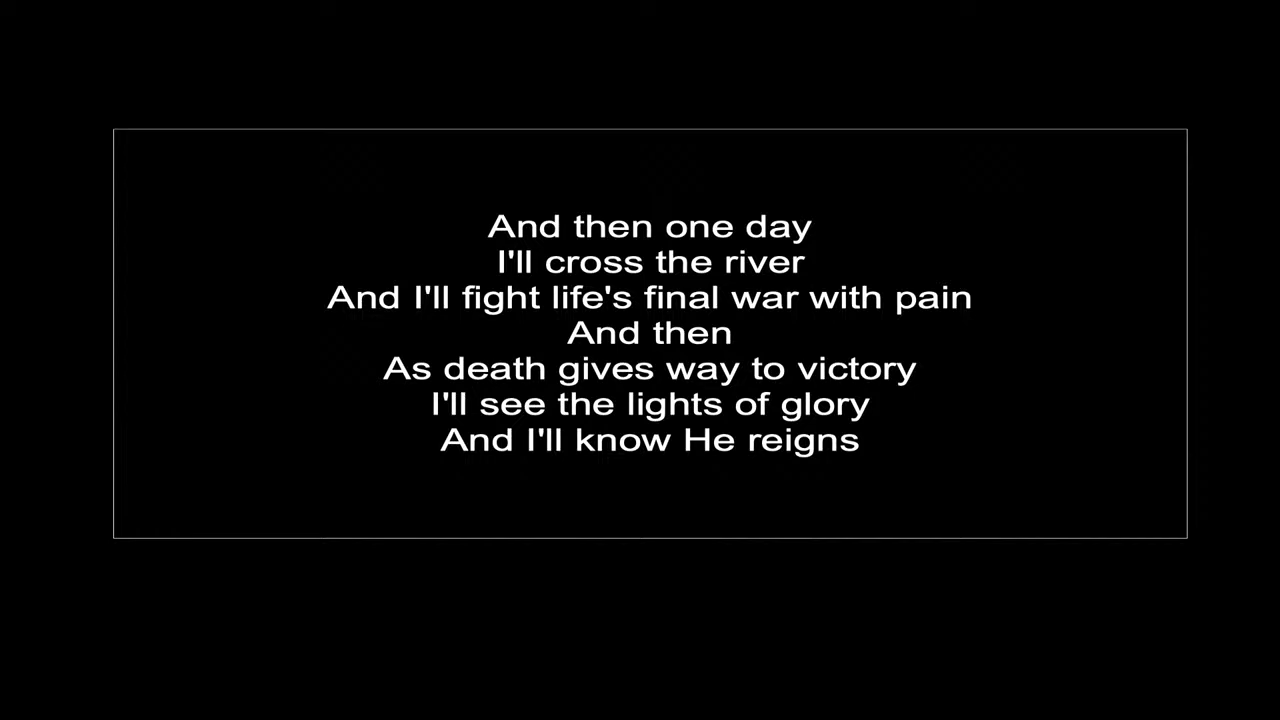 And then one day
I'll cross the river
And I'll fight life's final war with pain
And then
As death gives way to victory
I'll see the lights of glory
And I'll know He reigns